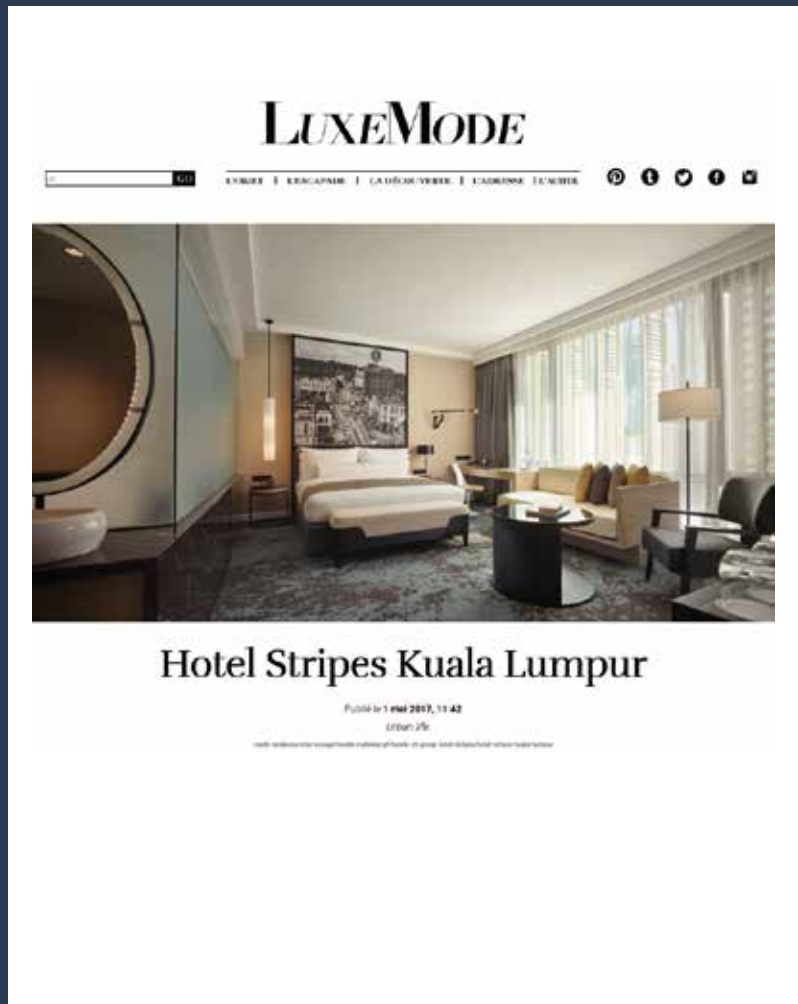 LUXEMODE
GO
L'OBJET | L'ESCAPADE | LA DÉCOUVERTE | L'ADRESSE | L'AUTEUR
Hotel Stripes Kuala Lumpur
Publié le 1 mai 2017, 11:42
Urban life